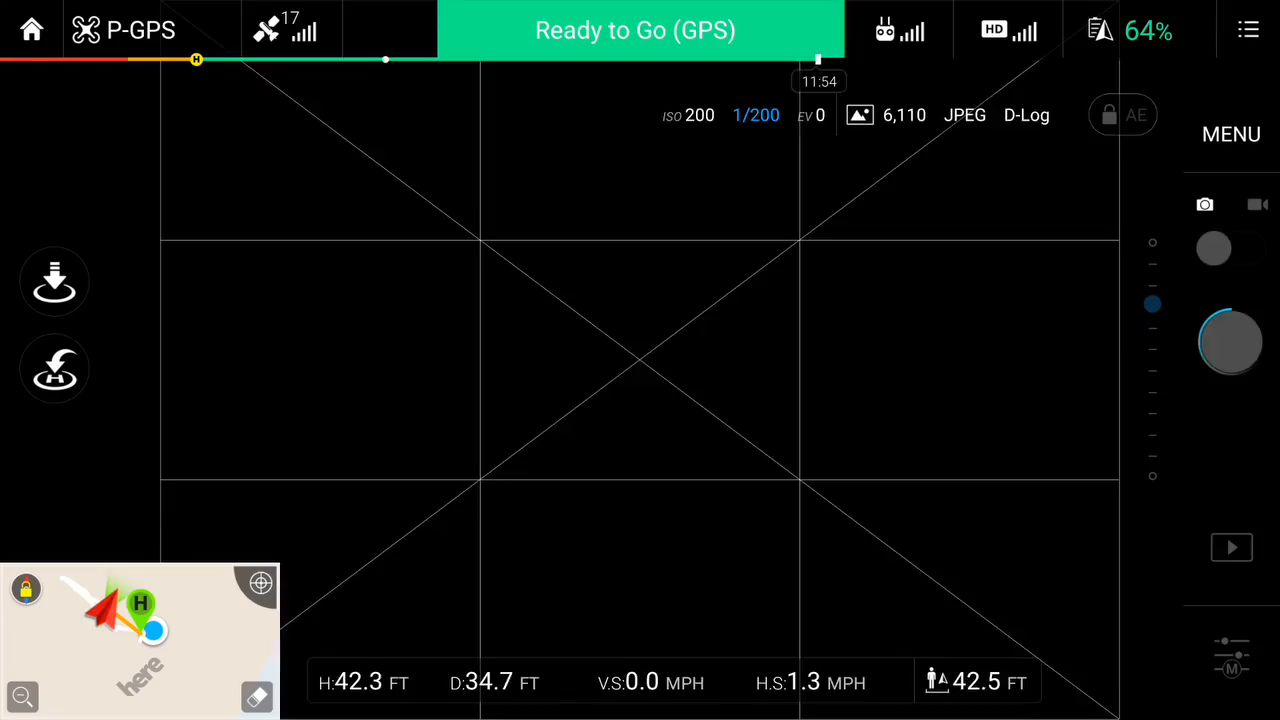 P-GPS
17
Ready to Go (GPS)
HD
64%
H
11:54
ISO 200 1/200 EV 0 6,110 JPEG D-Log AE
MENU
H
H
here
M
H:42.3 FT D:34.7 FT V.S:0.0 MPH H.S:1.3 MPH 42.5 FT